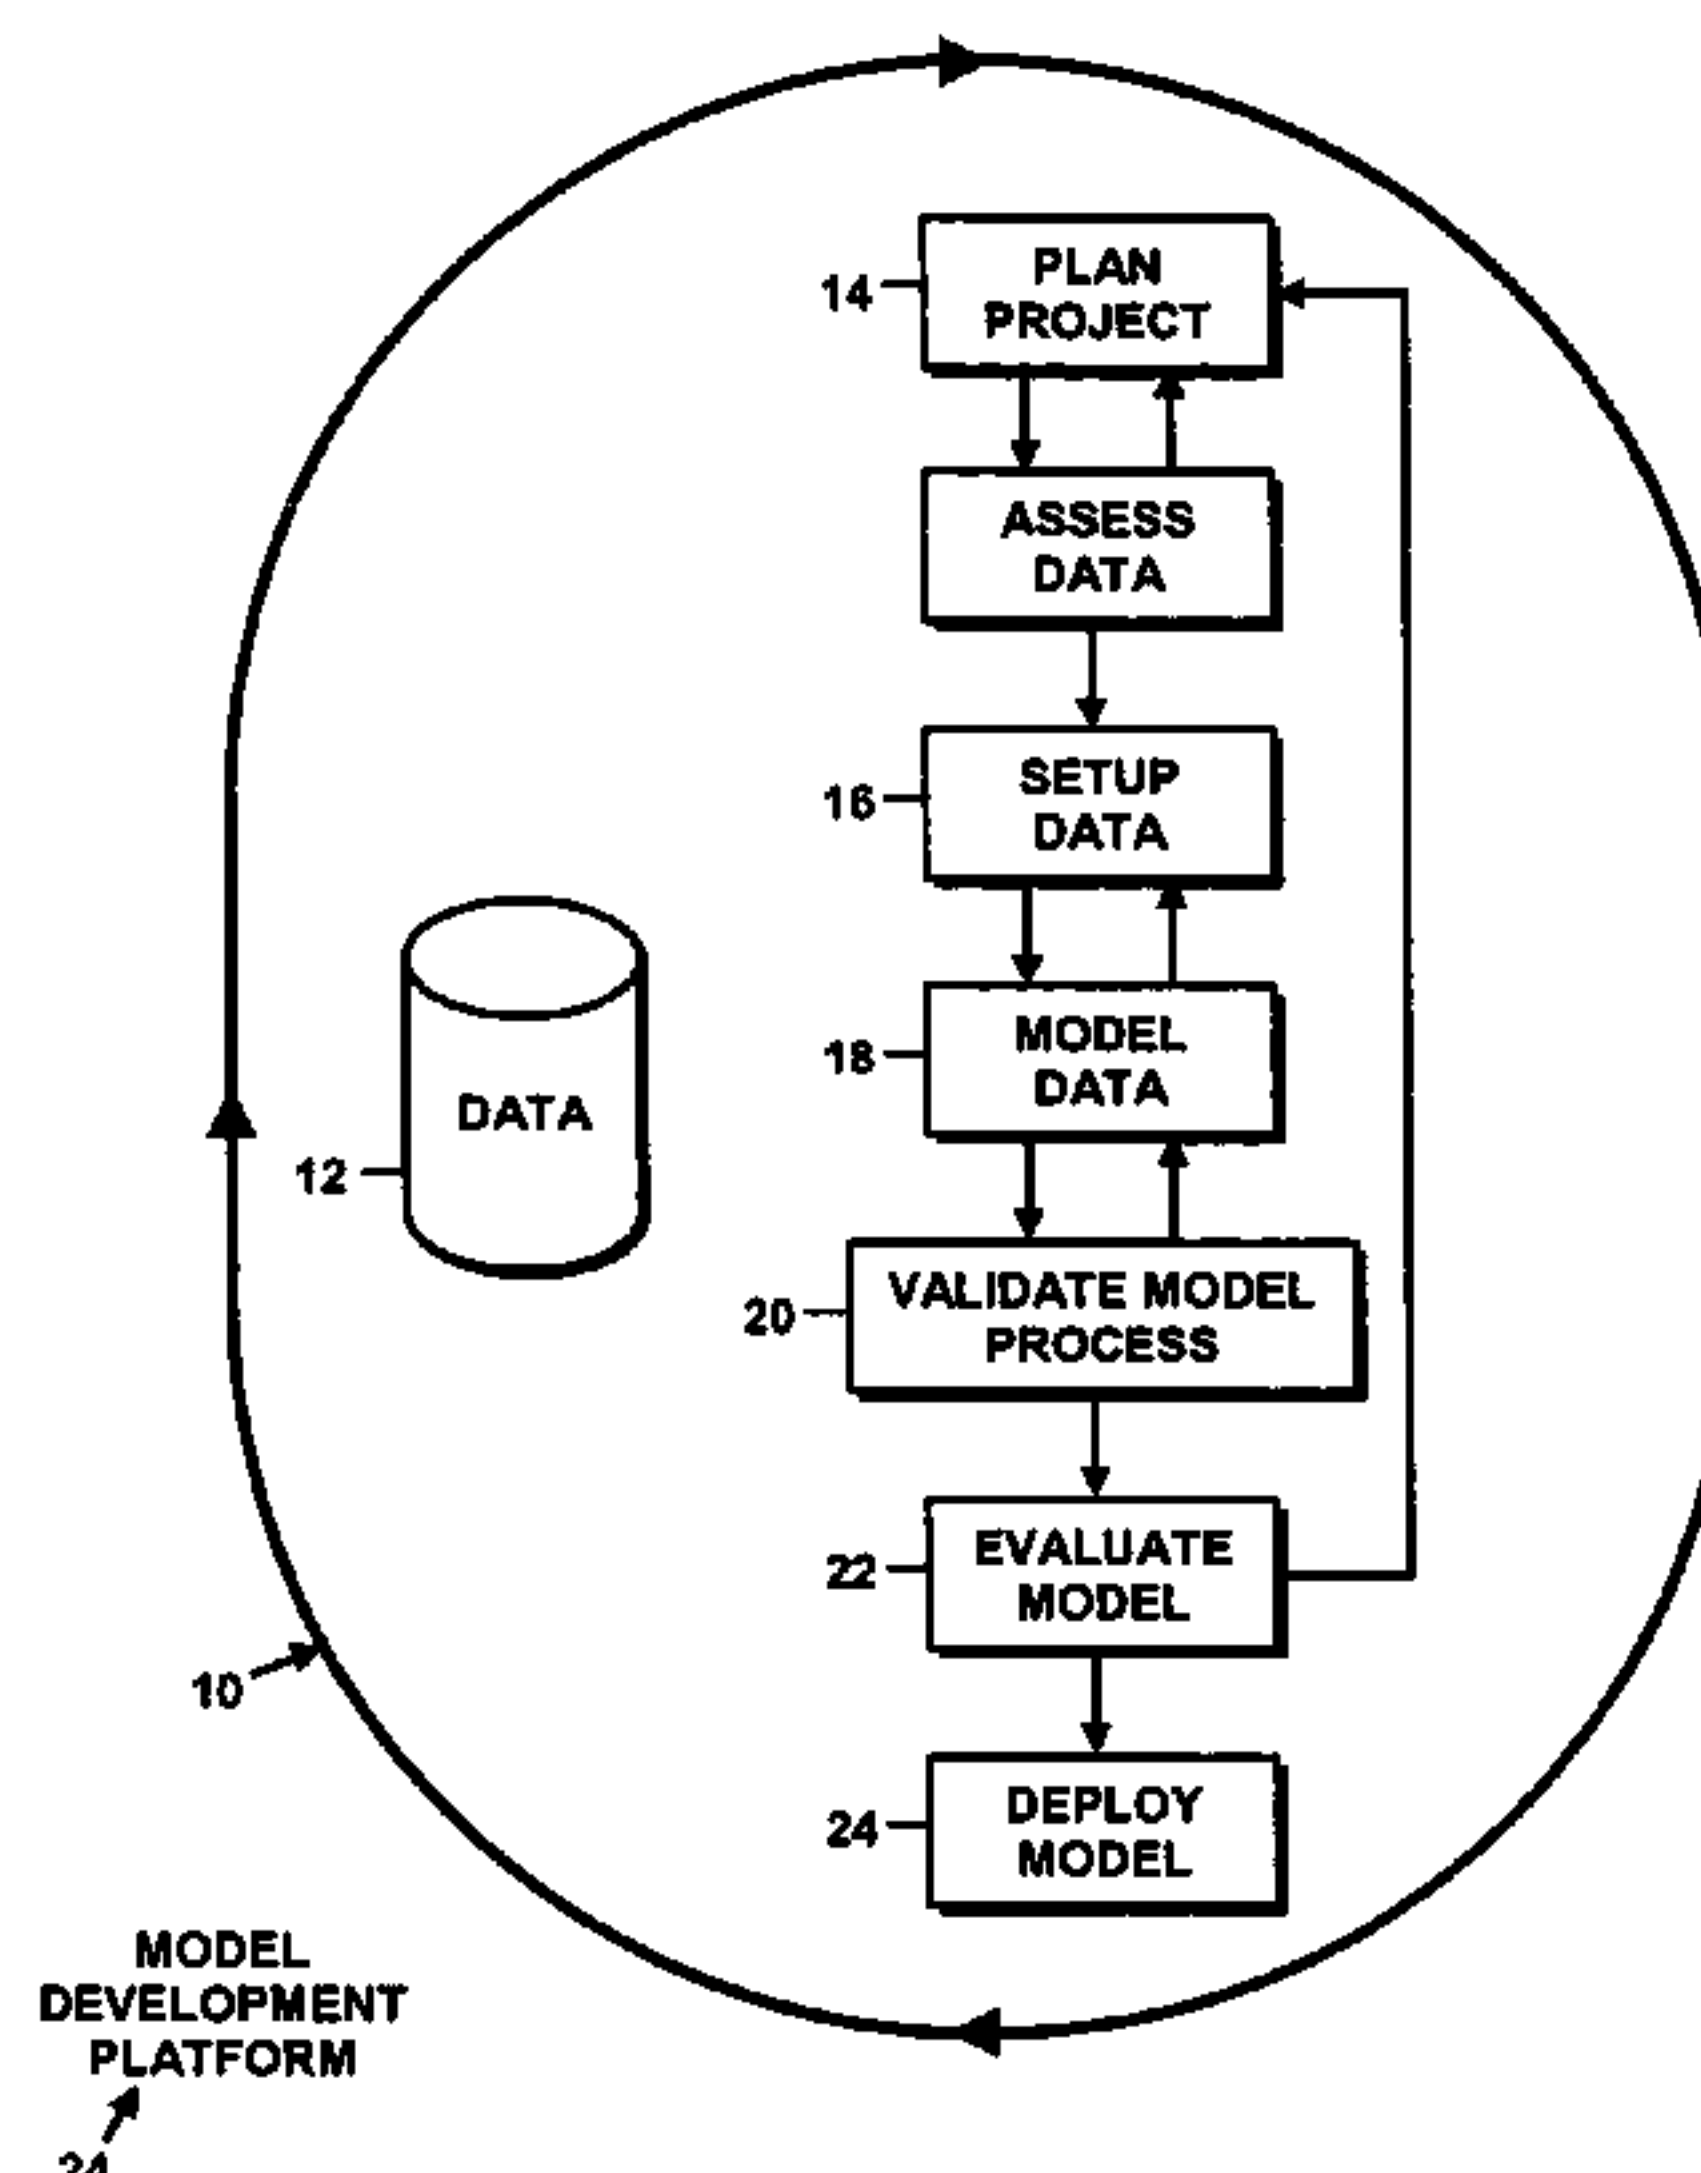 PLAN
PROJECT
14
ASSESS
DATA
SETUP
DATA
16
MODEL
DATA
18
DATA
12
VALIDATE MODEL
PROCESS
20
EVALUATE
MODEL
22
10
DEPLOY
MODEL
24
MODEL
DEVELOPMENT
PLATFORM